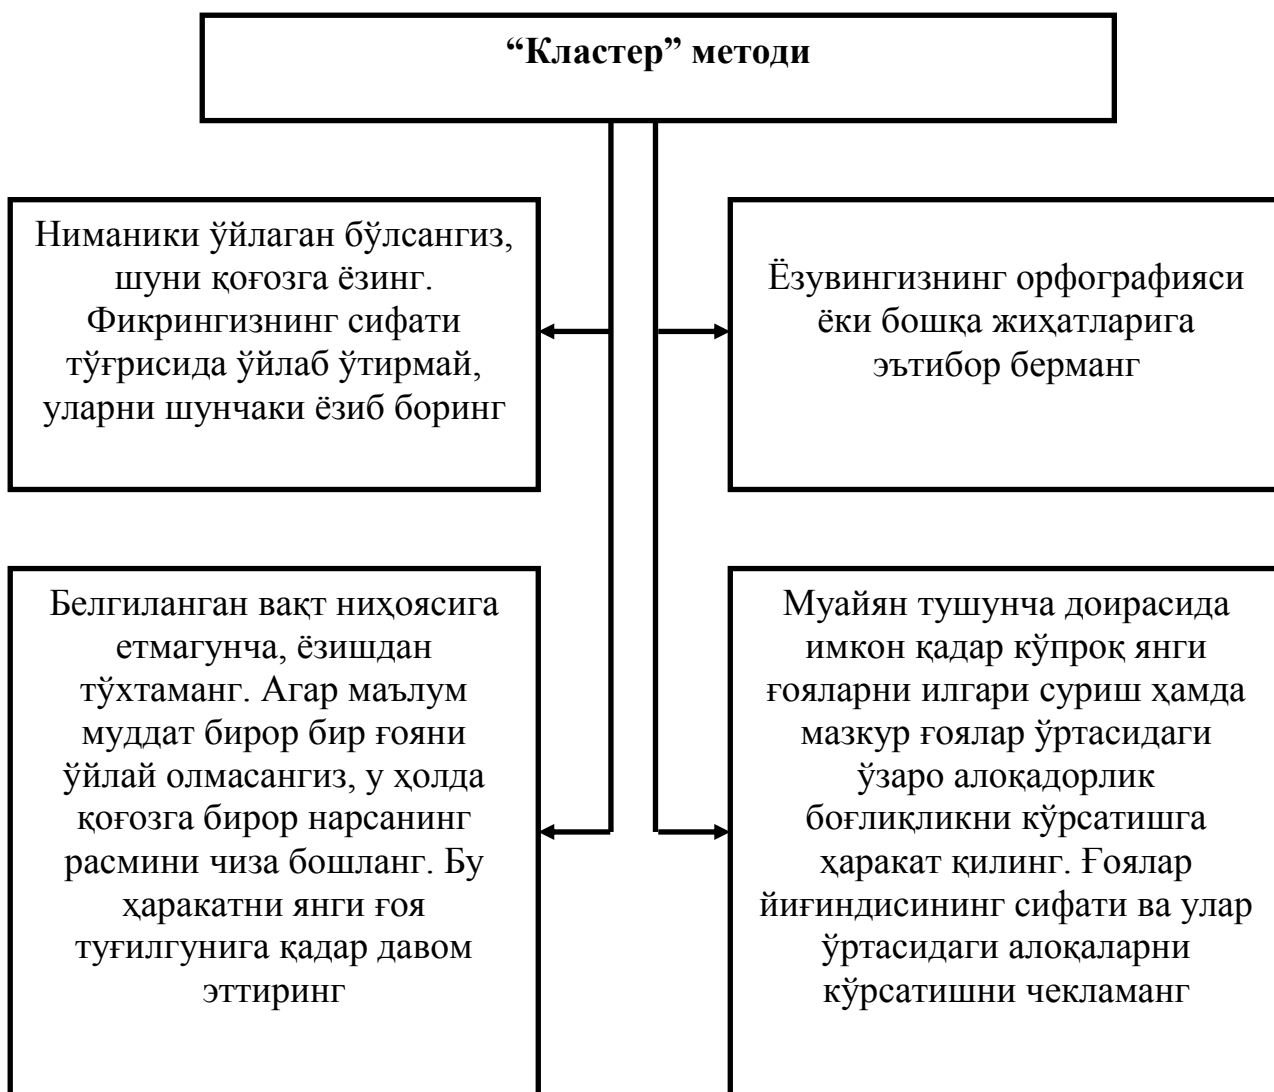 “Кластер” методи
Ниманики ўйлаган бўлсангиз,
шуни қоғозга ёзинг.
Фикрингизнинг сифати
тўғрисида ўйлаб ўтирмай,
уларни шунчаки ёзиб боринг
Ёзувингизнинг орфографияси
ёки бошқа жиҳатларига
эътибор берманг
Белгиланган вақт ниҳоясига
етмагунча, ёзишдан
тўхтаманг. Агар маълум
муддат бирор бир ғояни
ўйлай олмасангиз, у ҳолда
қоғозга бирор нарсанинг
расмини чиза бошланг. Бу
ҳаракатни янги ғоя
туғилгунига қадар давом
эттиринг
Муайян тушунча доирасида
имкон қадар кўпроқ янги
ғояларни илгари суриш ҳамда
мазкур ғоялар ўртасидаги
ўзаро алоқадорлик
боғлиқликни кўрсатишга
ҳаракат қилинг. Ғоялар
йиғиндисининг сифати ва улар
ўртасидаги алоқаларни
кўрсатишни чекламанг